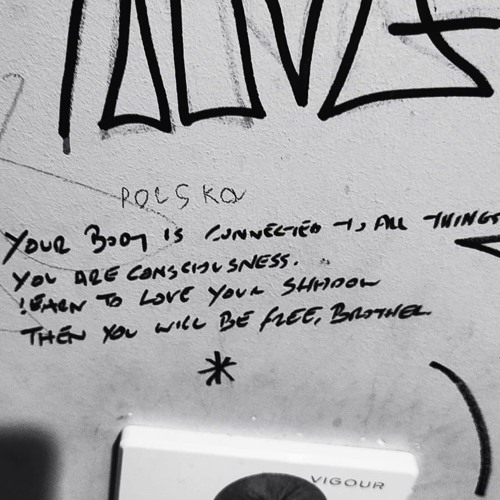 POLSKA
YOUR BODY IS CONNECTED TO ALL THINGS
YOU ARE CONSCIOUSNESS.
LEARN TO LOVE YOUR SHADOW
THEN YOU WILL BE FREE, BROTHER.
*
VIGOUR